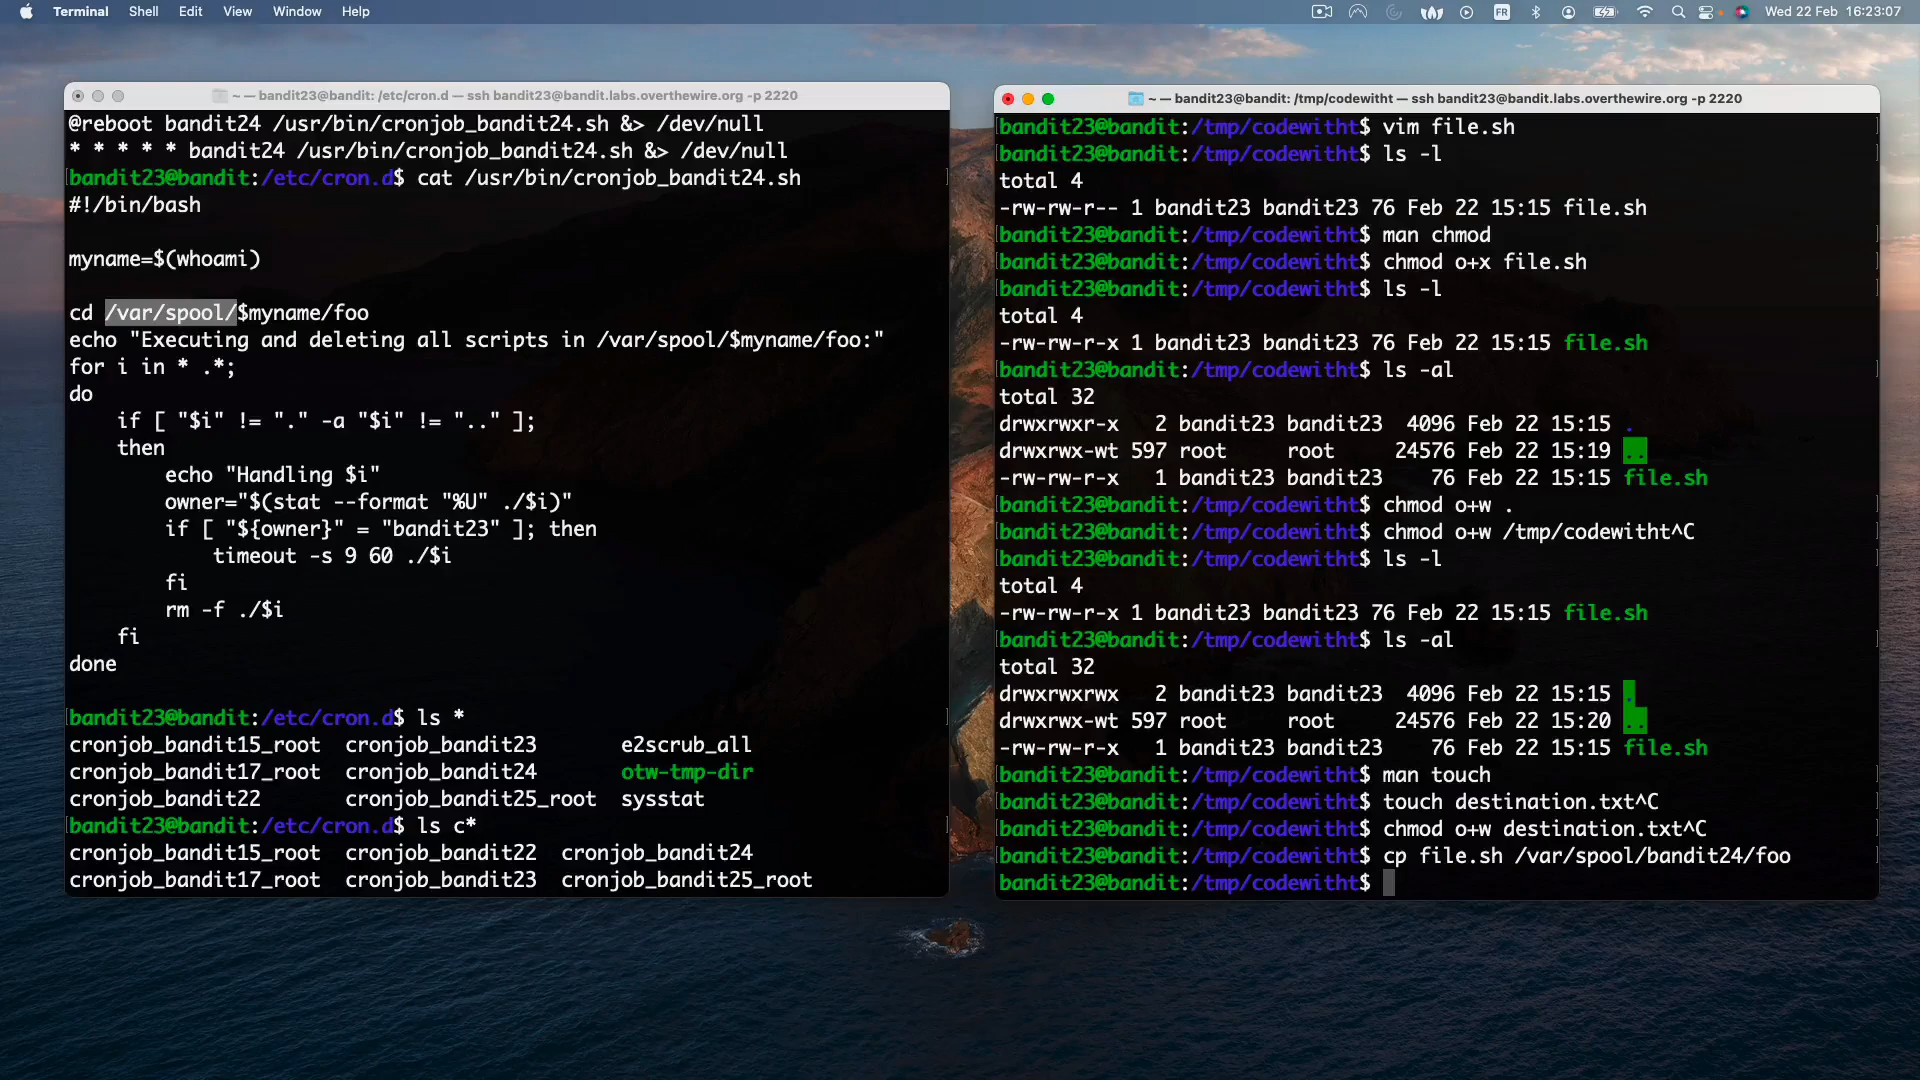 Terminal Shell Edit View Window Help FR Wed 22 Feb 16:23:07
~ — bandit23@bandit: /etc/cron.d — ssh bandit23@bandit.labs.overthewire.org -p 2220
@reboot bandit24 /usr/bin/cronjob_bandit24.sh &> /dev/null
* * * * * bandit24 /usr/bin/cronjob_bandit24.sh &> /dev/null
bandit23@bandit:/etc/cron.d$ cat /usr/bin/cronjob_bandit24.sh
#!/bin/bash
myname=$(whoami)
cd /var/spool/$myname/foo
echo "Executing and deleting all scripts in /var/spool/$myname/foo:"
for i in * .*;
do
    if [ "$i" != "." -a "$i" != ".." ];
    then
        echo "Handling $i"
        owner="$(stat --format "%U" ./$i)"
        if [ "${owner}" = "bandit23" ]; then
            timeout -s 9 60 ./$i
        fi
        rm -f ./$i
    fi
done
bandit23@bandit:/etc/cron.d$ ls *
cronjob_bandit15_root  cronjob_bandit23       e2scrub_all
cronjob_bandit17_root  cronjob_bandit24       otw-tmp-dir
cronjob_bandit22       cronjob_bandit25_root  sysstat
bandit23@bandit:/etc/cron.d$ ls c*
cronjob_bandit15_root  cronjob_bandit22  cronjob_bandit24
cronjob_bandit17_root  cronjob_bandit23  cronjob_bandit25_root
~ — bandit23@bandit: /tmp/codewitht — ssh bandit23@bandit.labs.overthewire.org -p 2220
bandit23@bandit:/tmp/codewitht$ vim file.sh
bandit23@bandit:/tmp/codewitht$ ls -l
total 4
-rw-rw-r-- 1 bandit23 bandit23 76 Feb 22 15:15 file.sh
bandit23@bandit:/tmp/codewitht$ man chmod
bandit23@bandit:/tmp/codewitht$ chmod o+x file.sh
bandit23@bandit:/tmp/codewitht$ ls -l
total 4
-rw-rw-r-x 1 bandit23 bandit23 76 Feb 22 15:15 file.sh
bandit23@bandit:/tmp/codewitht$ ls -al
total 32
drwxrwxr-x   2 bandit23 bandit23  4096 Feb 22 15:15 .
drwxrwx-wt 597 root     root     24576 Feb 22 15:19 ..
-rw-rw-r-x   1 bandit23 bandit23    76 Feb 22 15:15 file.sh
bandit23@bandit:/tmp/codewitht$ chmod o+w .
bandit23@bandit:/tmp/codewitht$ chmod o+w /tmp/codewitht^C
bandit23@bandit:/tmp/codewitht$ ls -l
total 4
-rw-rw-r-x 1 bandit23 bandit23 76 Feb 22 15:15 file.sh
bandit23@bandit:/tmp/codewitht$ ls -al
total 32
drwxrwxrwx   2 bandit23 bandit23  4096 Feb 22 15:15 .
drwxrwx-wt 597 root     root     24576 Feb 22 15:20 ..
-rw-rw-r-x   1 bandit23 bandit23    76 Feb 22 15:15 file.sh
bandit23@bandit:/tmp/codewitht$ man touch
bandit23@bandit:/tmp/codewitht$ touch destination.txt^C
bandit23@bandit:/tmp/codewitht$ chmod o+w destination.txt^C
bandit23@bandit:/tmp/codewitht$ cp file.sh /var/spool/bandit24/foo
bandit23@bandit:/tmp/codewitht$